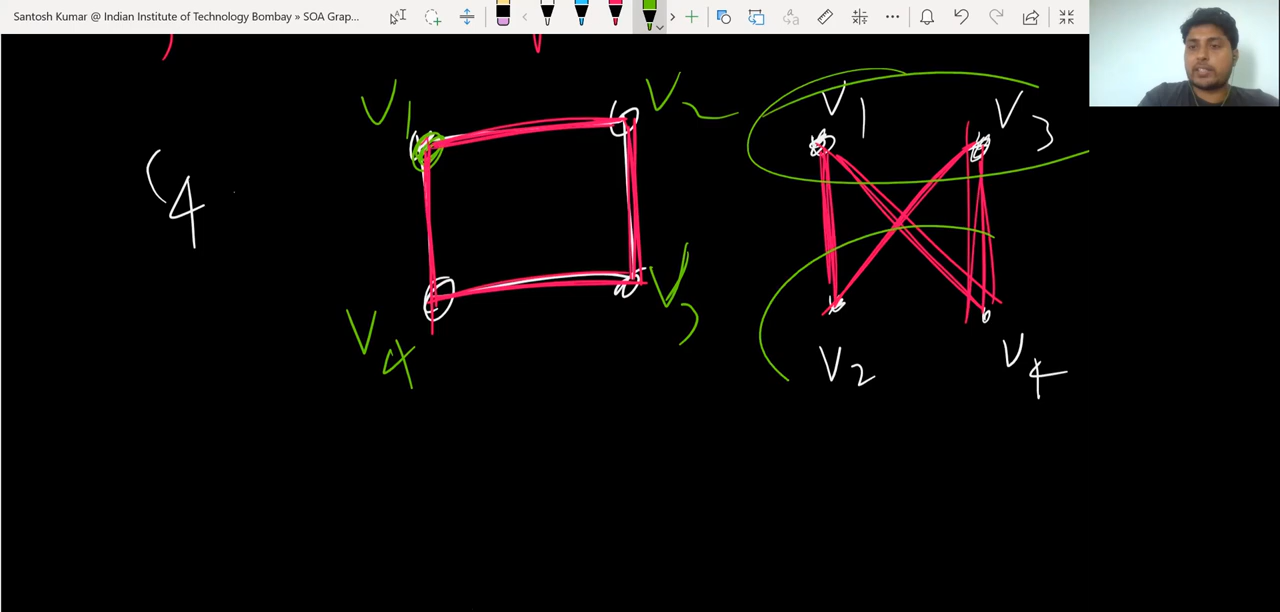 Santosh Kumar @ Indian Institute of Technology Bombay » SOA Grap...
V1
V2
V1
V3
C4
V4
V3
V2
V4